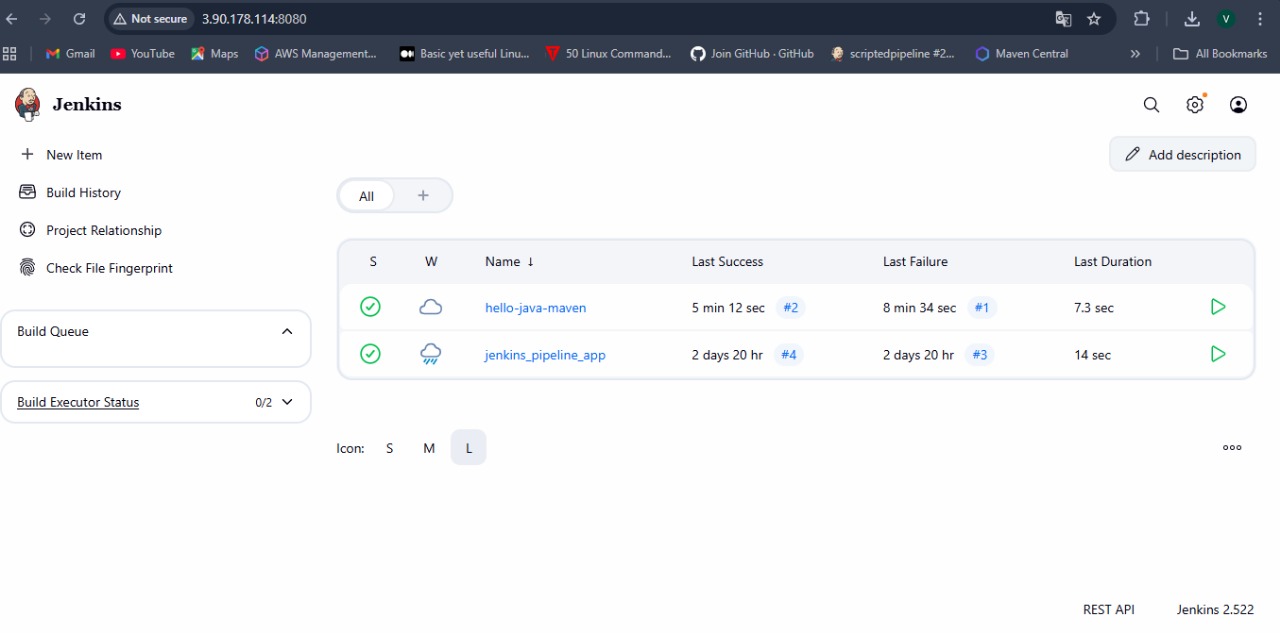 Not secure 3.90.178.114:8080 V
Gmail YouTube Maps AWS Management... Basic yet useful Linu... 50 Linux Command... Join GitHub · GitHub scriptedpipeline #2... Maven Central » All Bookmarks
Jenkins
New Item
Build History
Project Relationship
Check File Fingerprint
Build Queue
Build Executor Status 0/2
Add description
All +
S W Name ↓ Last Success Last Failure Last Duration
hello-java-maven 5 min 12 sec #2 8 min 34 sec #1 7.3 sec
jenkins_pipeline_app 2 days 20 hr #4 2 days 20 hr #3 14 sec
Icon: S M L
REST API Jenkins 2.522